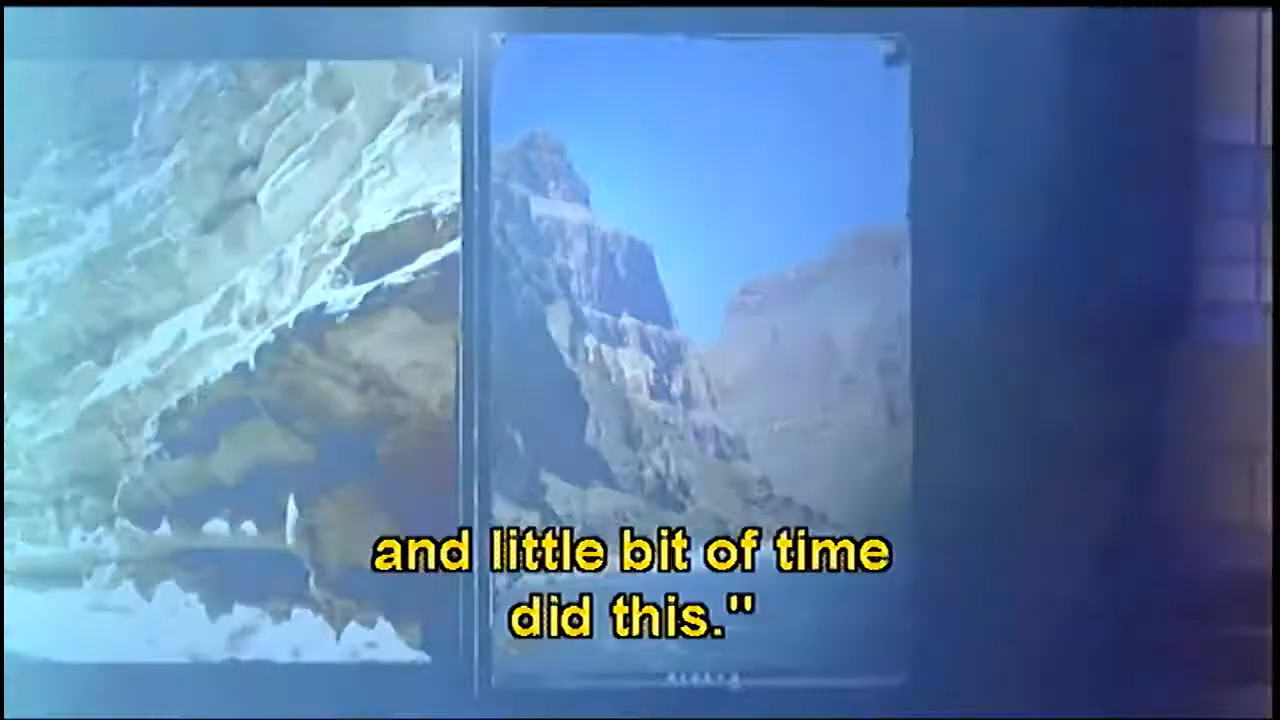 and little bit of time
did this."